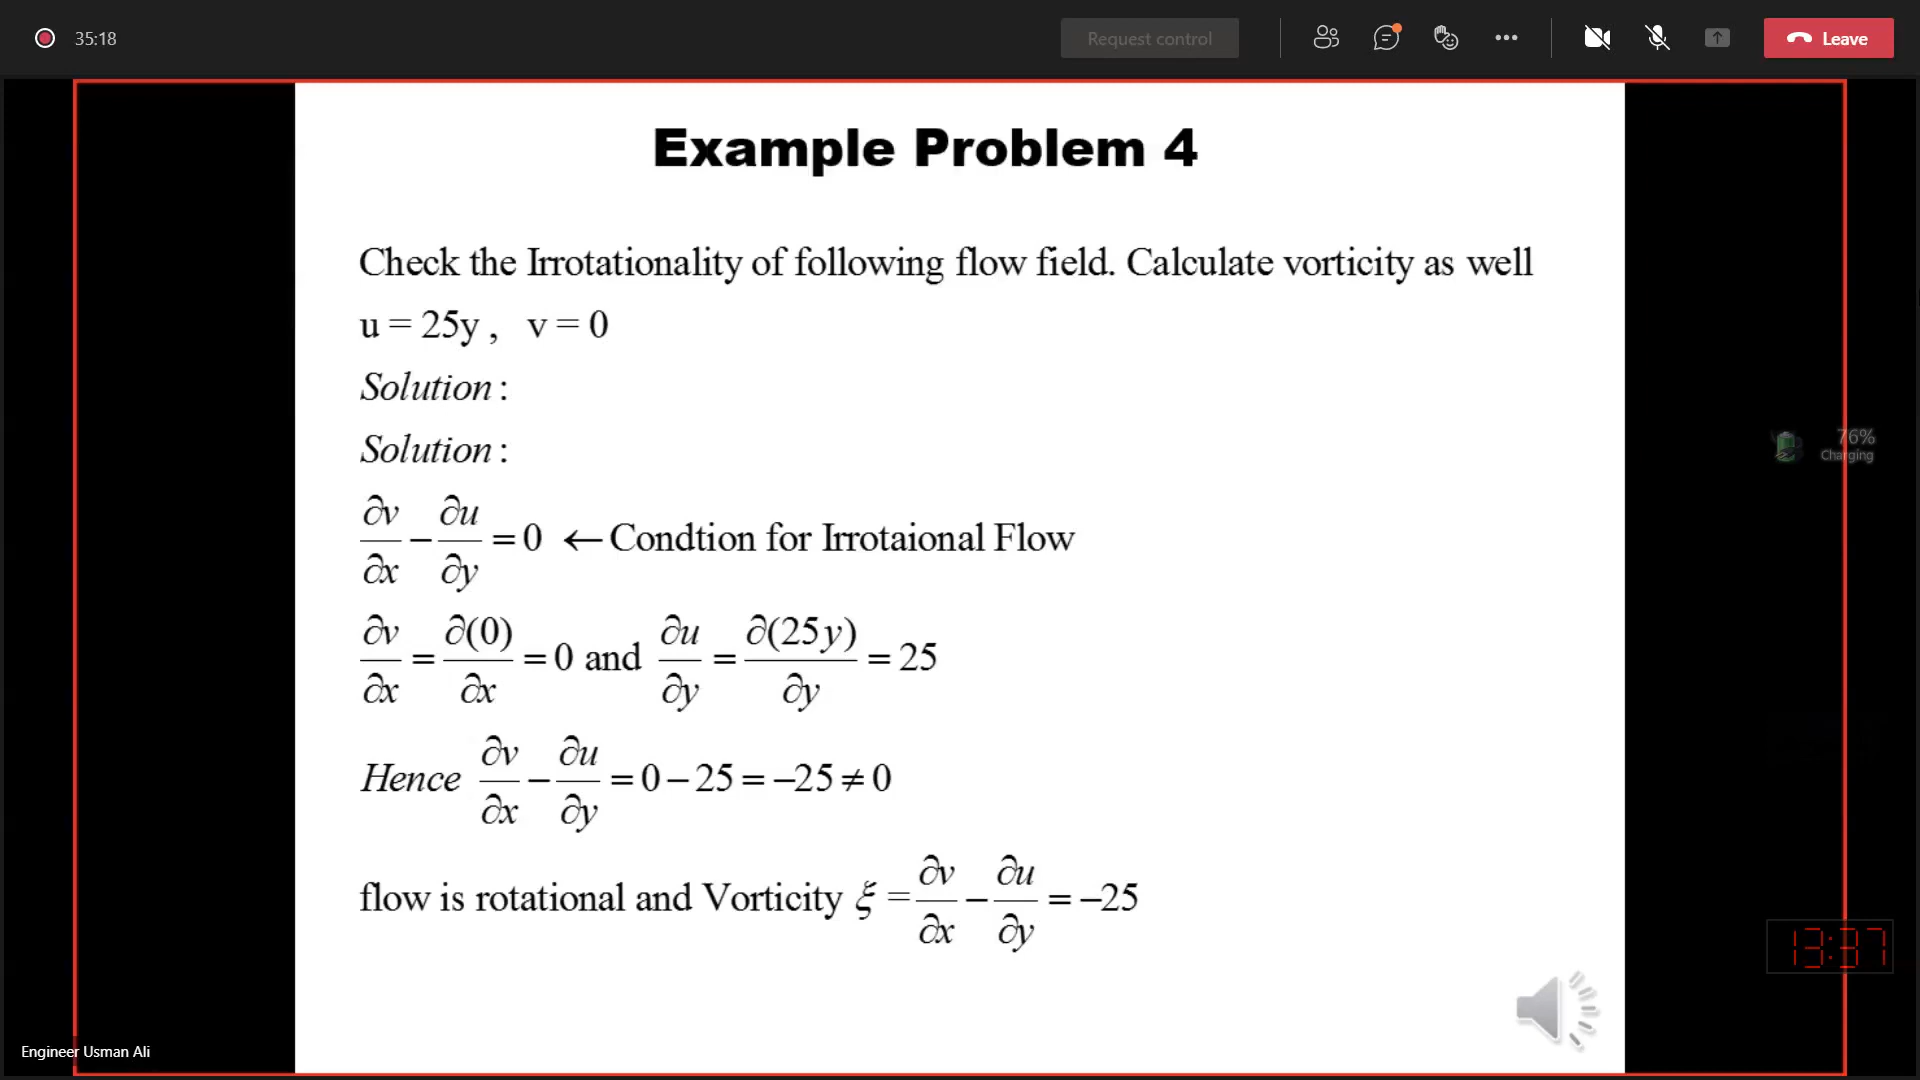 35:18
Request control
Leave
Example Problem 4
Check the Irrotationality of following flow field. Calculate vorticity as well
u = 25y ,   v = 0
Solution :
Solution :
∂v/∂x − ∂u/∂y = 0 ← Condtion for Irrotaional Flow
∂v/∂x = ∂(0)/∂x = 0 and ∂u/∂y = ∂(25y)/∂y = 25
Hence ∂v/∂x − ∂u/∂y = 0 − 25 = −25 ≠ 0
flow is rotational and Vorticity ξ = ∂v/∂x − ∂u/∂y = −25
76%
Charging
13:37
Engineer Usman Ali